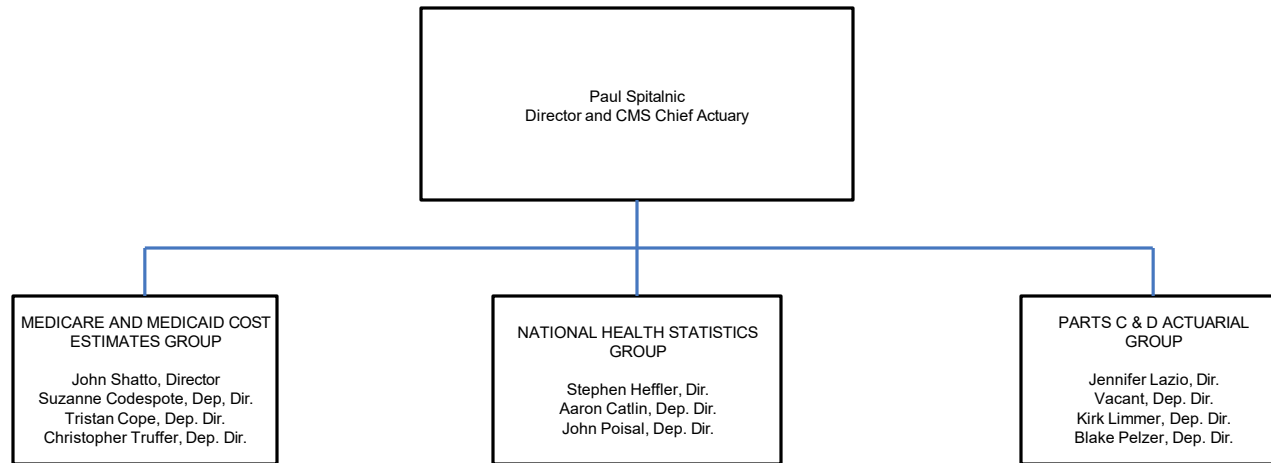 Paul Spitalnic
Director and CMS Chief Actuary
MEDICARE AND MEDICAID COST
ESTIMATES GROUP
John Shatto, Director
Suzanne Codespote, Dep, Dir.
Tristan Cope, Dep. Dir.
Christopher Truffer, Dep. Dir.
NATIONAL HEALTH STATISTICS
GROUP
Stephen Heffler, Dir.
Aaron Catlin, Dep. Dir.
John Poisal, Dep. Dir.
PARTS C & D ACTUARIAL
GROUP
Jennifer Lazio, Dir.
Vacant, Dep. Dir.
Kirk Limmer, Dep. Dir.
Blake Pelzer, Dep. Dir.